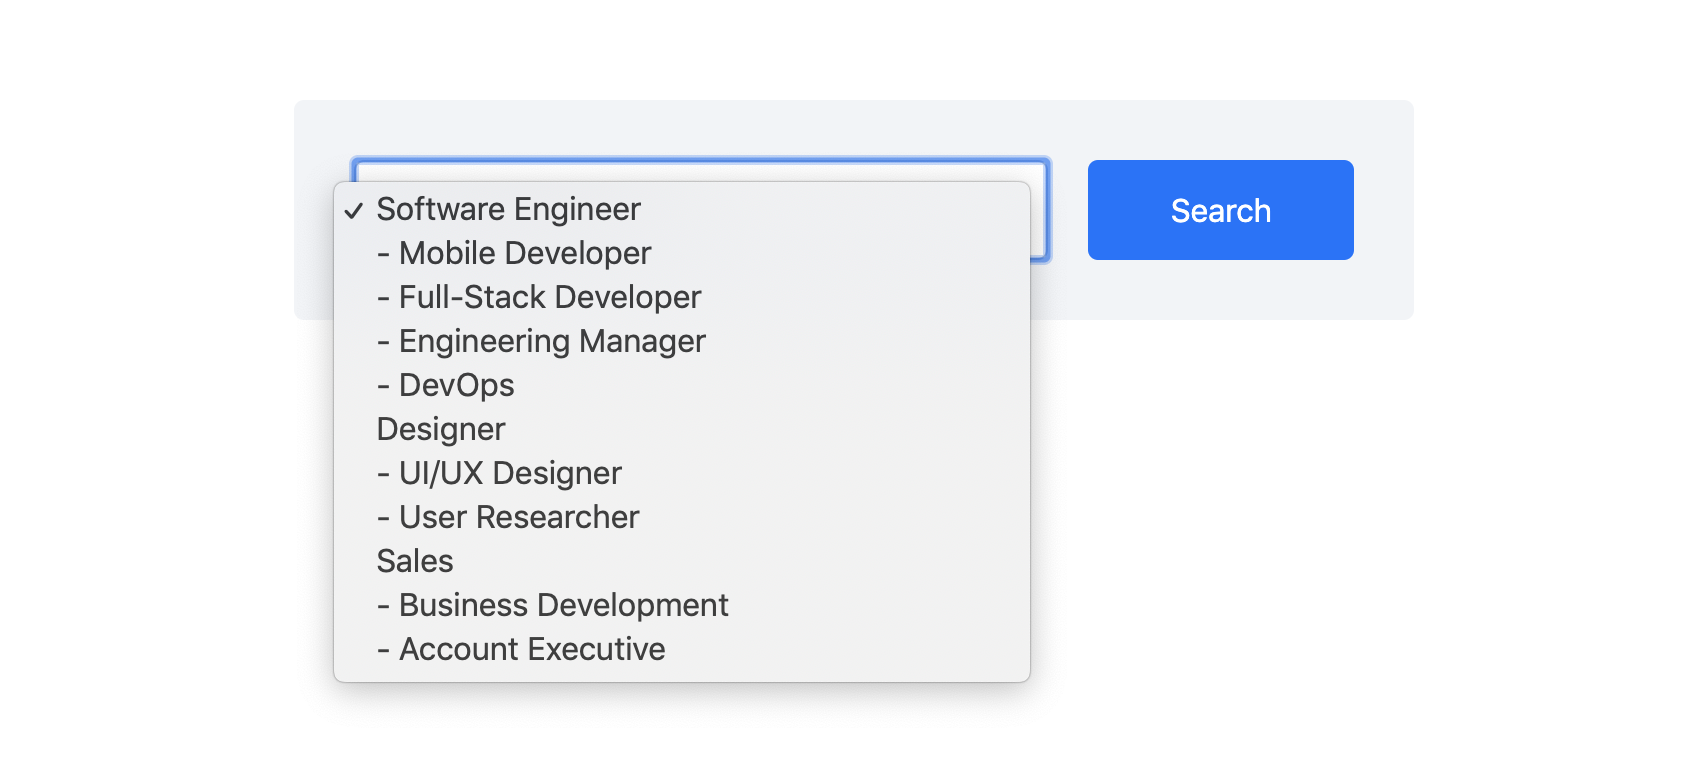 Software Engineer
- Mobile Developer
- Full-Stack Developer
- Engineering Manager
- DevOps
Designer
- UI/UX Designer
- User Researcher
Sales
- Business Development
- Account Executive
Search